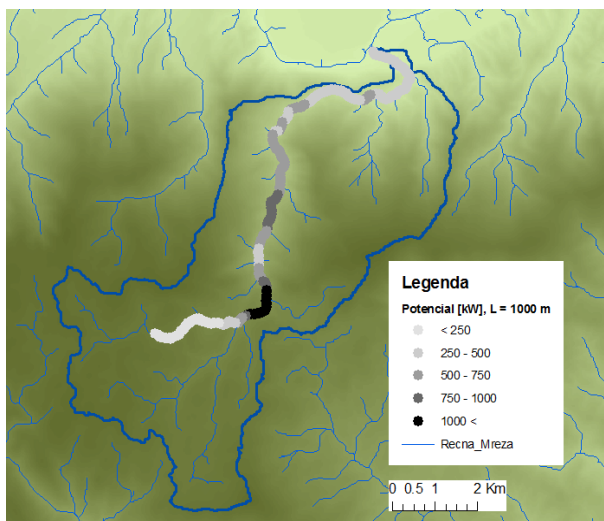 Legenda
Potencial [kW], L = 1000 m
< 250
250 - 500
500 - 750
750 - 1000
1000 <
Recna_Mreza
0 0.5 1 2 Km